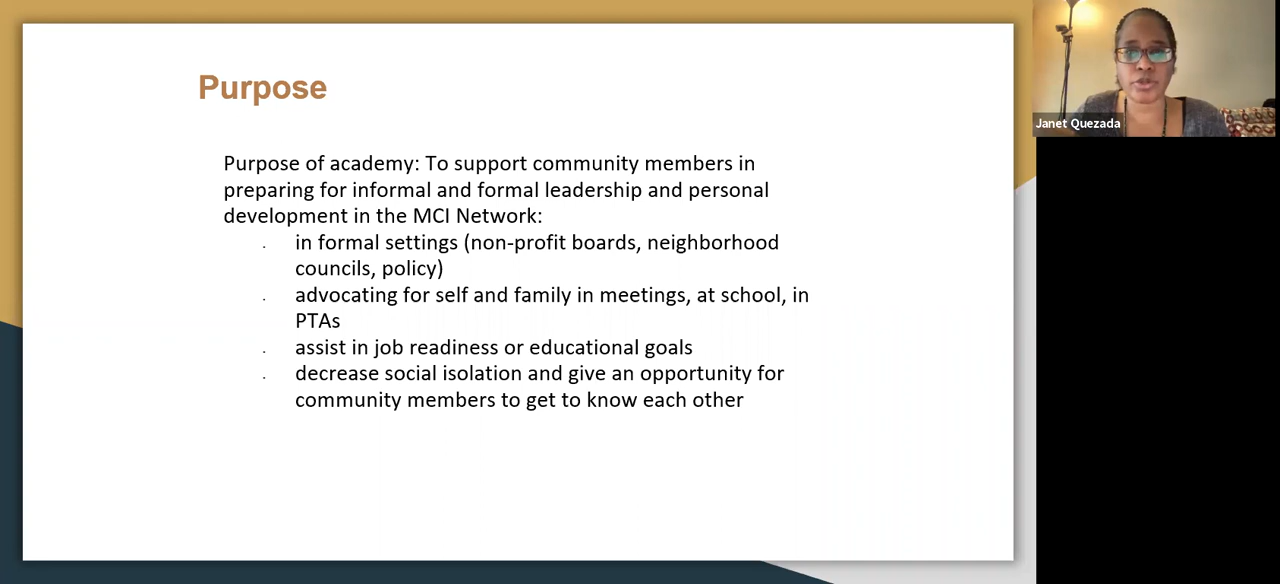 Purpose
Purpose of academy: To support community members in
preparing for informal and formal leadership and personal
development in the MCI Network:
. in formal settings (non-profit boards, neighborhood
councils, policy)
. advocating for self and family in meetings, at school, in
PTAs
. assist in job readiness or educational goals
. decrease social isolation and give an opportunity for
community members to get to know each other
Janet Quezada